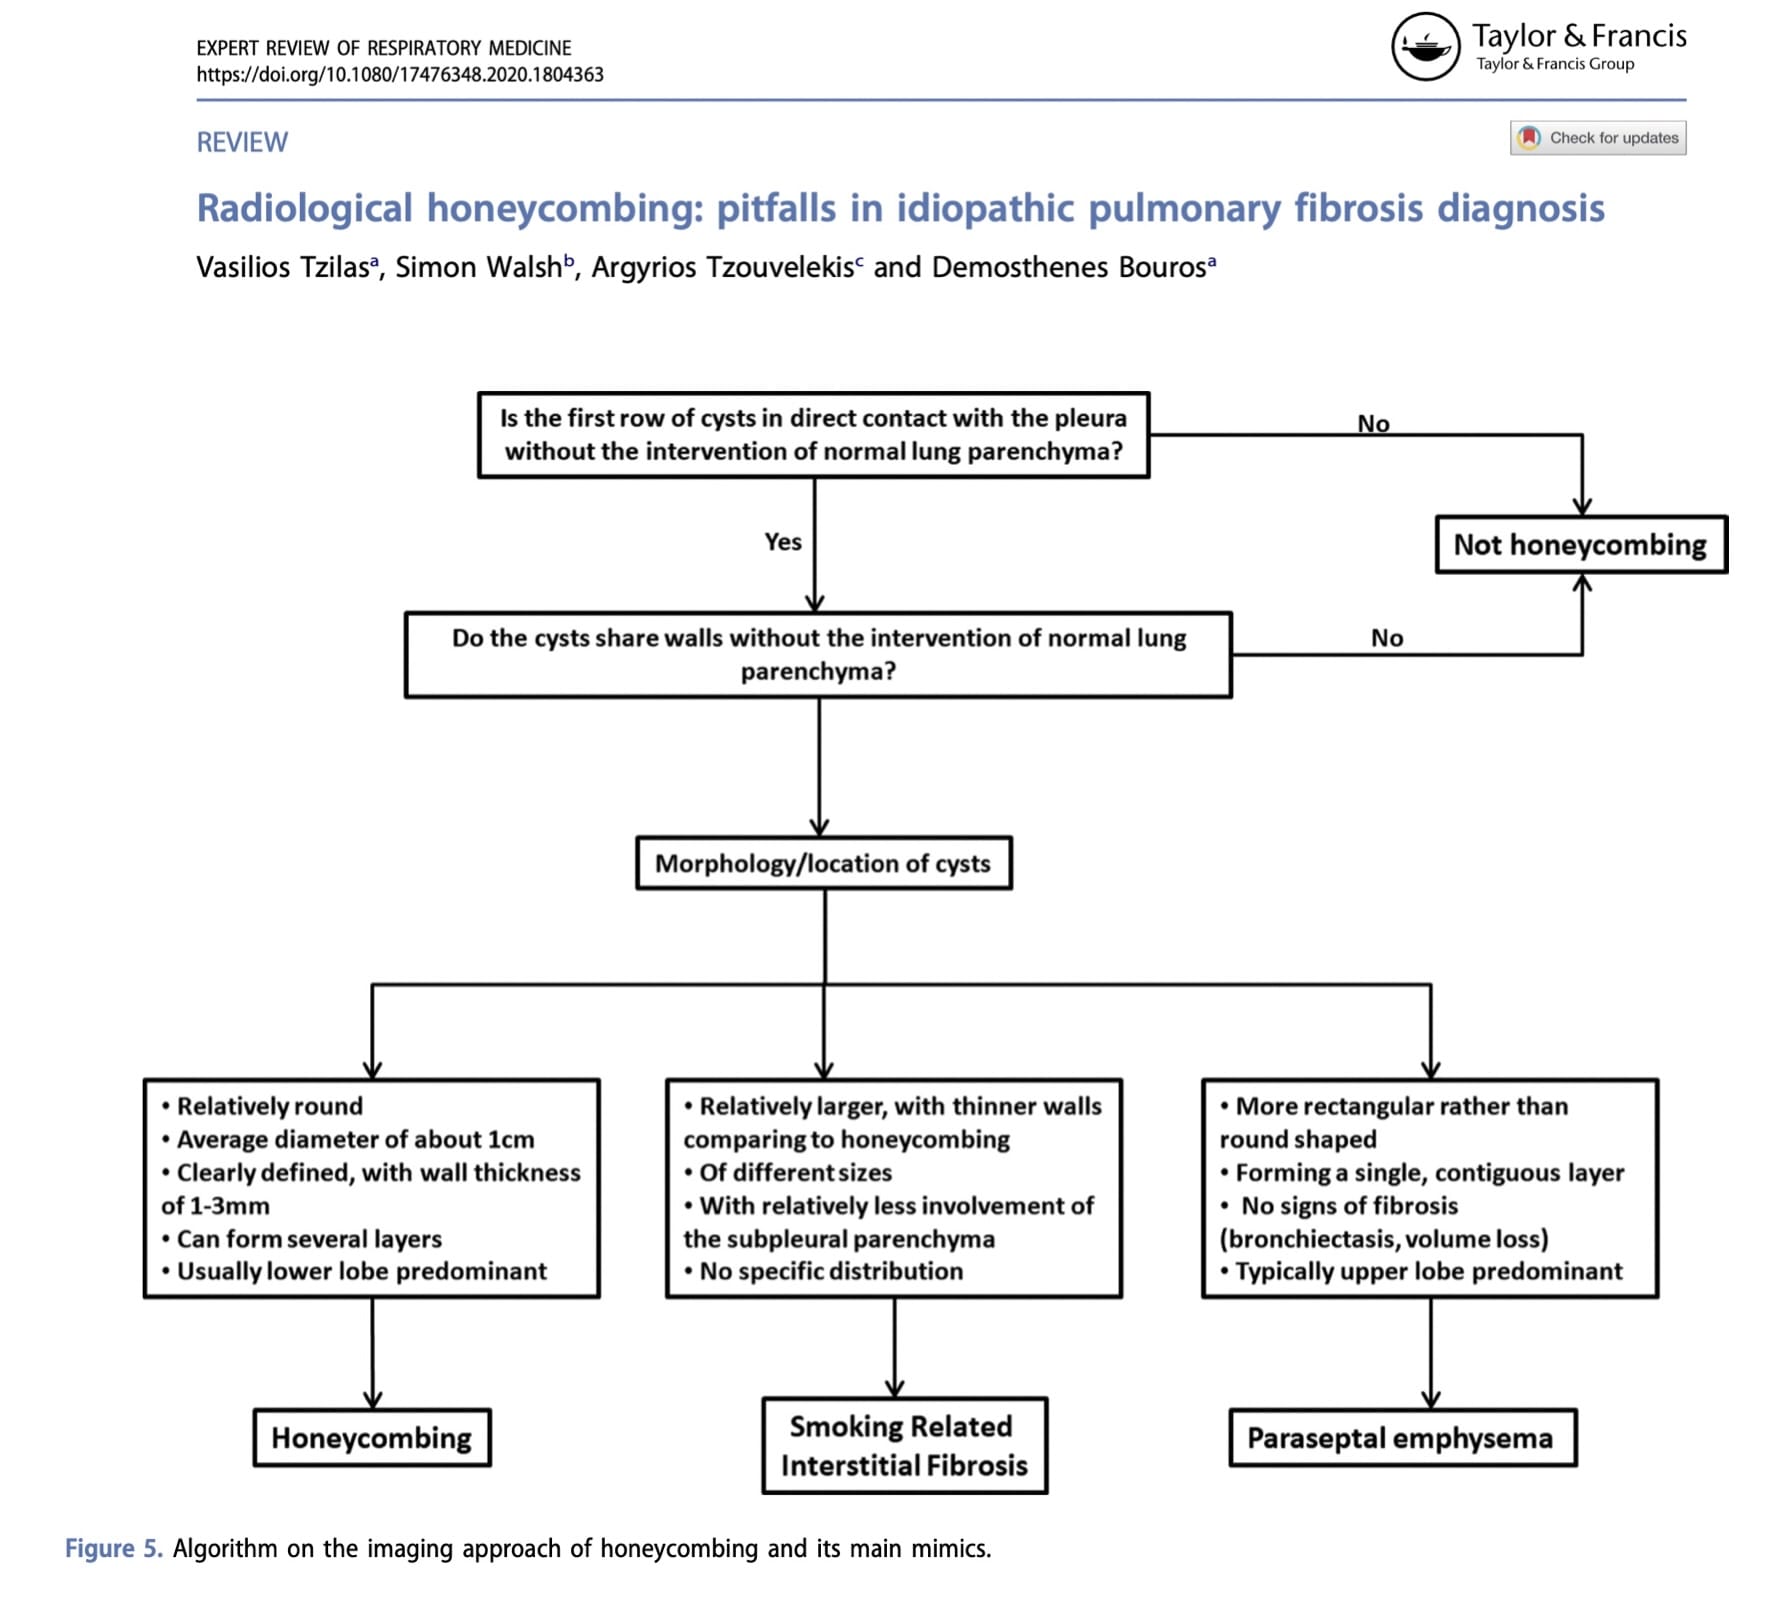 EXPERT REVIEW OF RESPIRATORY MEDICINE
https://doi.org/10.1080/17476348.2020.1804363
Taylor & Francis
Taylor & Francis Group
REVIEW
Check for updates
Radiological honeycombing: pitfalls in idiopathic pulmonary fibrosis diagnosis
Vasilios Tzilasa, Simon Walshb, Argyrios Tzouvelekisc and Demosthenes Bourosa
Is the first row of cysts in direct contact with the pleura
without the intervention of normal lung parenchyma?
No
Not honeycombing
Yes
Do the cysts share walls without the intervention of normal lung
parenchyma?
No
Morphology/location of cysts
• Relatively round
• Average diameter of about 1cm
• Clearly defined, with wall thickness
of 1-3mm
• Can form several layers
• Usually lower lobe predominant
• Relatively larger, with thinner walls
comparing to honeycombing
• Of different sizes
• With relatively less involvement of
the subpleural parenchyma
• No specific distribution
• More rectangular rather than
round shaped
• Forming a single, contiguous layer
• No signs of fibrosis
(bronchiectasis, volume loss)
• Typically upper lobe predominant
Honeycombing
Smoking Related
Interstitial Fibrosis
Paraseptal emphysema
Figure 5. Algorithm on the imaging approach of honeycombing and its main mimics.